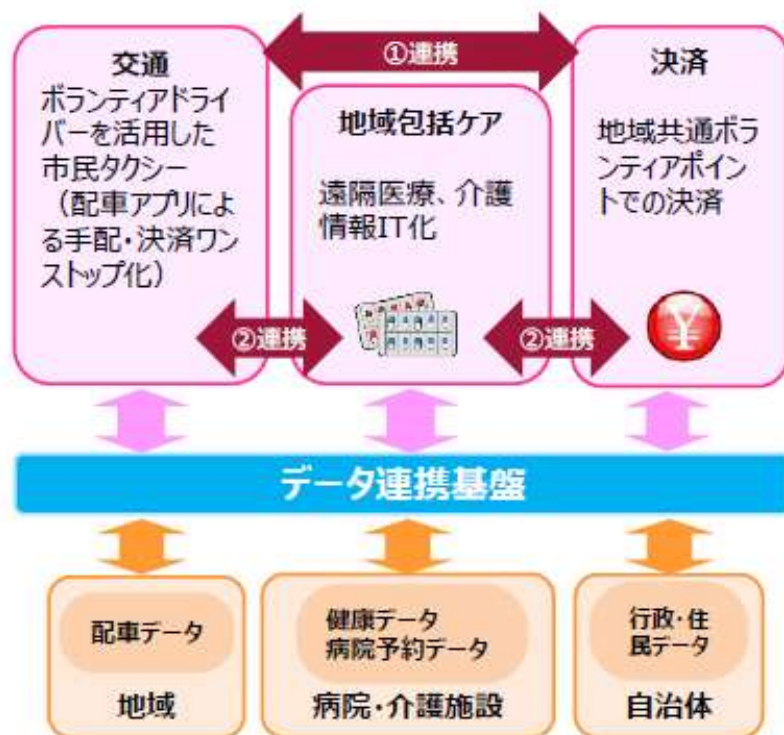 ①連携
交通
ボランティアドライ
バーを活用した
市民タクシー
（配車アプリによ
る手配・決済ワン
ストップ化）
地域包括ケア
遠隔医療、介護
情報IT化
決済
地域共通ボラ
ンティアポイン
トでの決済
②連携
②連携
¥
データ連携基盤
配車データ
地域
健康データ
病院予約データ
病院・介護施設
行政・住
民データ
自治体